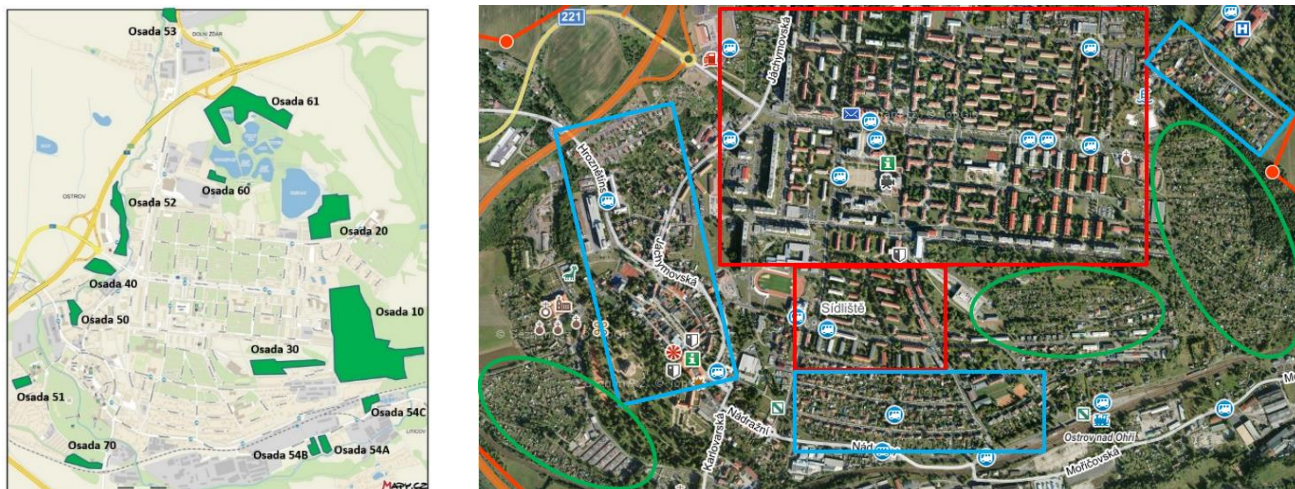 Osada 53
DOLNÍ ŽĎÁR
Osada 61
OSTROV
Osada 52
Osada 60
Osada 20
Osada 40
Osada 50
Osada 10
Osada 30
Osada 51
Osada 54C
Osada 70
Osada 54B
Osada 54A
MAPY.CZ
221
Jáchymovská
H
Hroznětíns
Jáchymovská
Sídliště
Karlovarská
Nádražní
Nád
Ostrov nad Ohří
Mořičovská